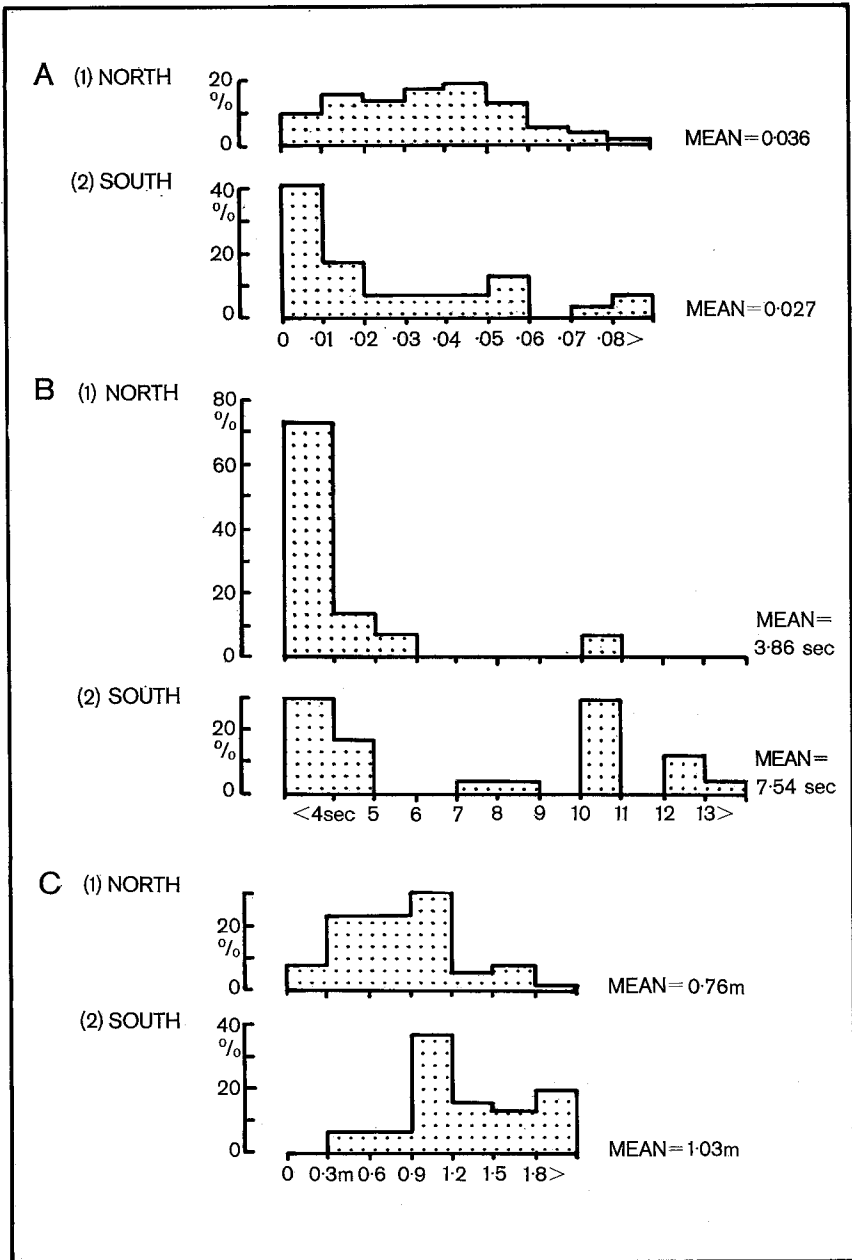 A (1) NORTH
20
%
0
MEAN=0·036
(2) SOUTH
40
%
20
0
MEAN=0·027
0 ·01 ·02 ·03 ·04 ·05 ·06 ·07 ·08>
B (1) NORTH
80
%
60
40
20
0
MEAN=
3·86 sec
(2) SOUTH
20
%
0
MEAN=
7·54 sec
<4sec 5 6 7 8 9 10 11 12 13>
C (1) NORTH
20
%
0
MEAN=0·76m
(2) SOUTH
40
%
20
0
MEAN=1·03m
0 0·3m 0·6 0·9 1·2 1·5 1·8>